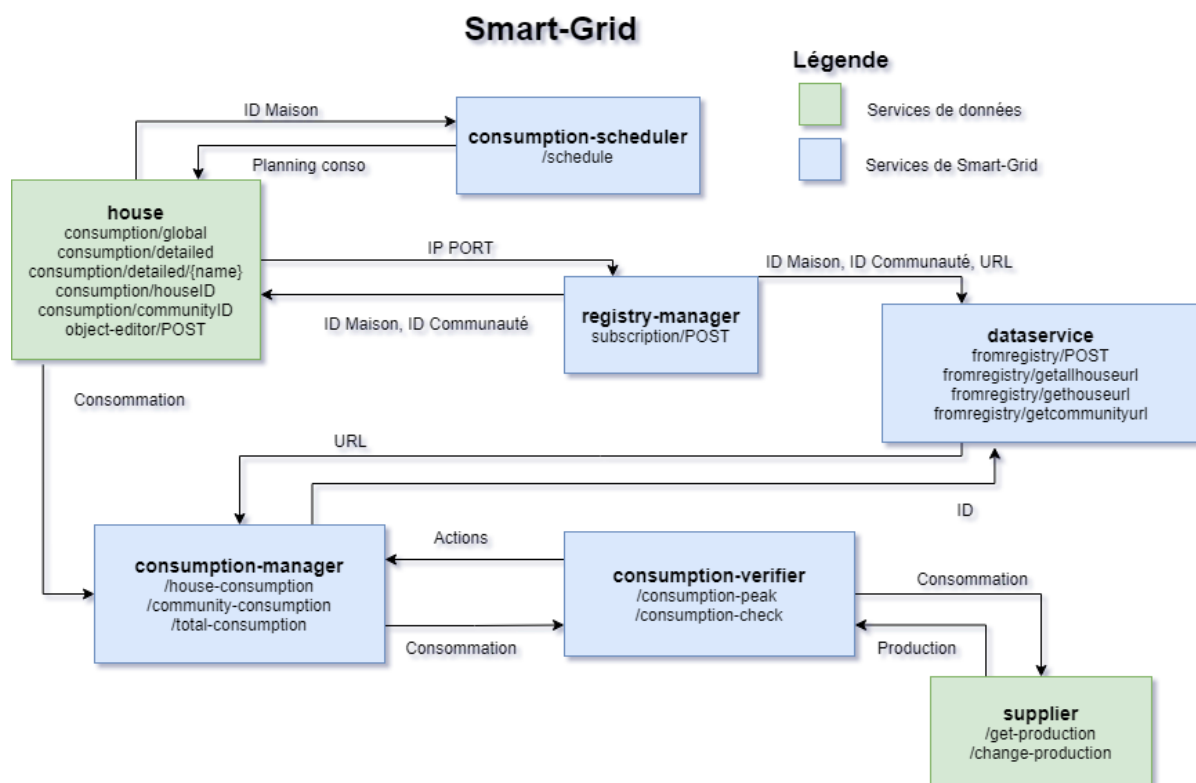 Smart-Grid
Légende
Services de données
Services de Smart-Grid
ID Maison
consumption-scheduler
/schedule
Planning conso
house
consumption/global
consumption/detailed
consumption/detailed/{name}
consumption/houseID
consumption/communityID
object-editor/POST
IP PORT
ID Maison, ID Communauté
registry-manager
subscription/POST
ID Maison, ID Communauté, URL
dataservice
fromregistry/POST
fromregistry/getallhouseurl
fromregistry/gethouseurl
fromregistry/getcommunityurl
Consommation
URL
ID
consumption-manager
/house-consumption
/community-consumption
/total-consumption
Actions
Consommation
consumption-verifier
/consumption-peak
/consumption-check
Consommation
Production
supplier
/get-production
/change-production